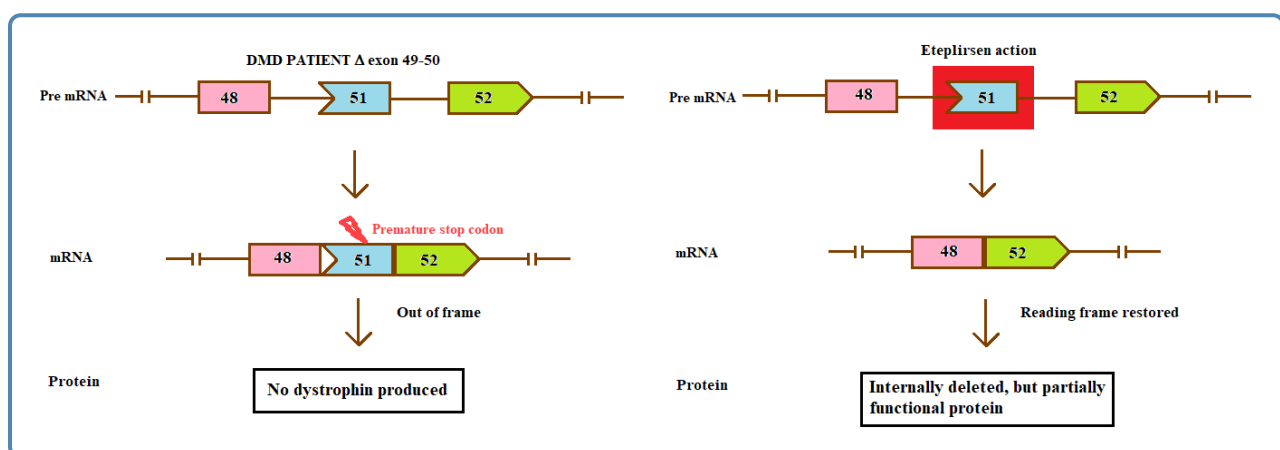 DMD PATIENT Δ exon 49-50
Pre mRNA
48
51
52
Premature stop codon
mRNA
48
51
52
Out of frame
Protein
No dystrophin produced
Eteplirsen action
Pre mRNA
48
51
52
mRNA
48
52
Reading frame restored
Protein
Internally deleted, but partially
functional protein